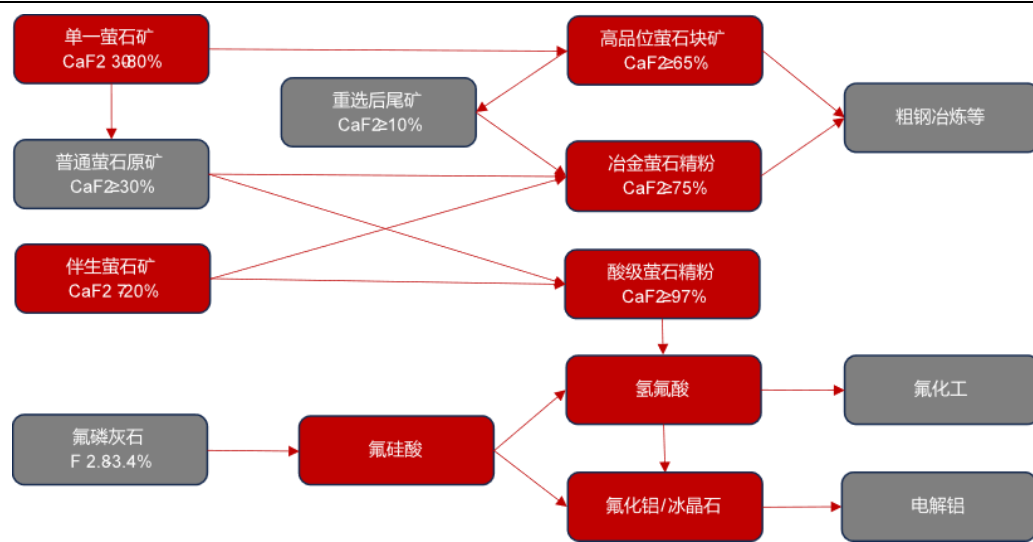 单一萤石矿
CaF2 30-80%
高品位萤石块矿
CaF2≥65%
重选后尾矿
CaF2≥10%
粗钢冶炼等
普通萤石原矿
CaF2≥30%
冶金萤石精粉
CaF2≥75%
伴生萤石矿
CaF2 7-20%
酸级萤石精粉
CaF2≥97%
氢氟酸
氟化工
氟磷灰石
F 2.8-3.4%
氟硅酸
氟化铝/冰晶石
电解铝